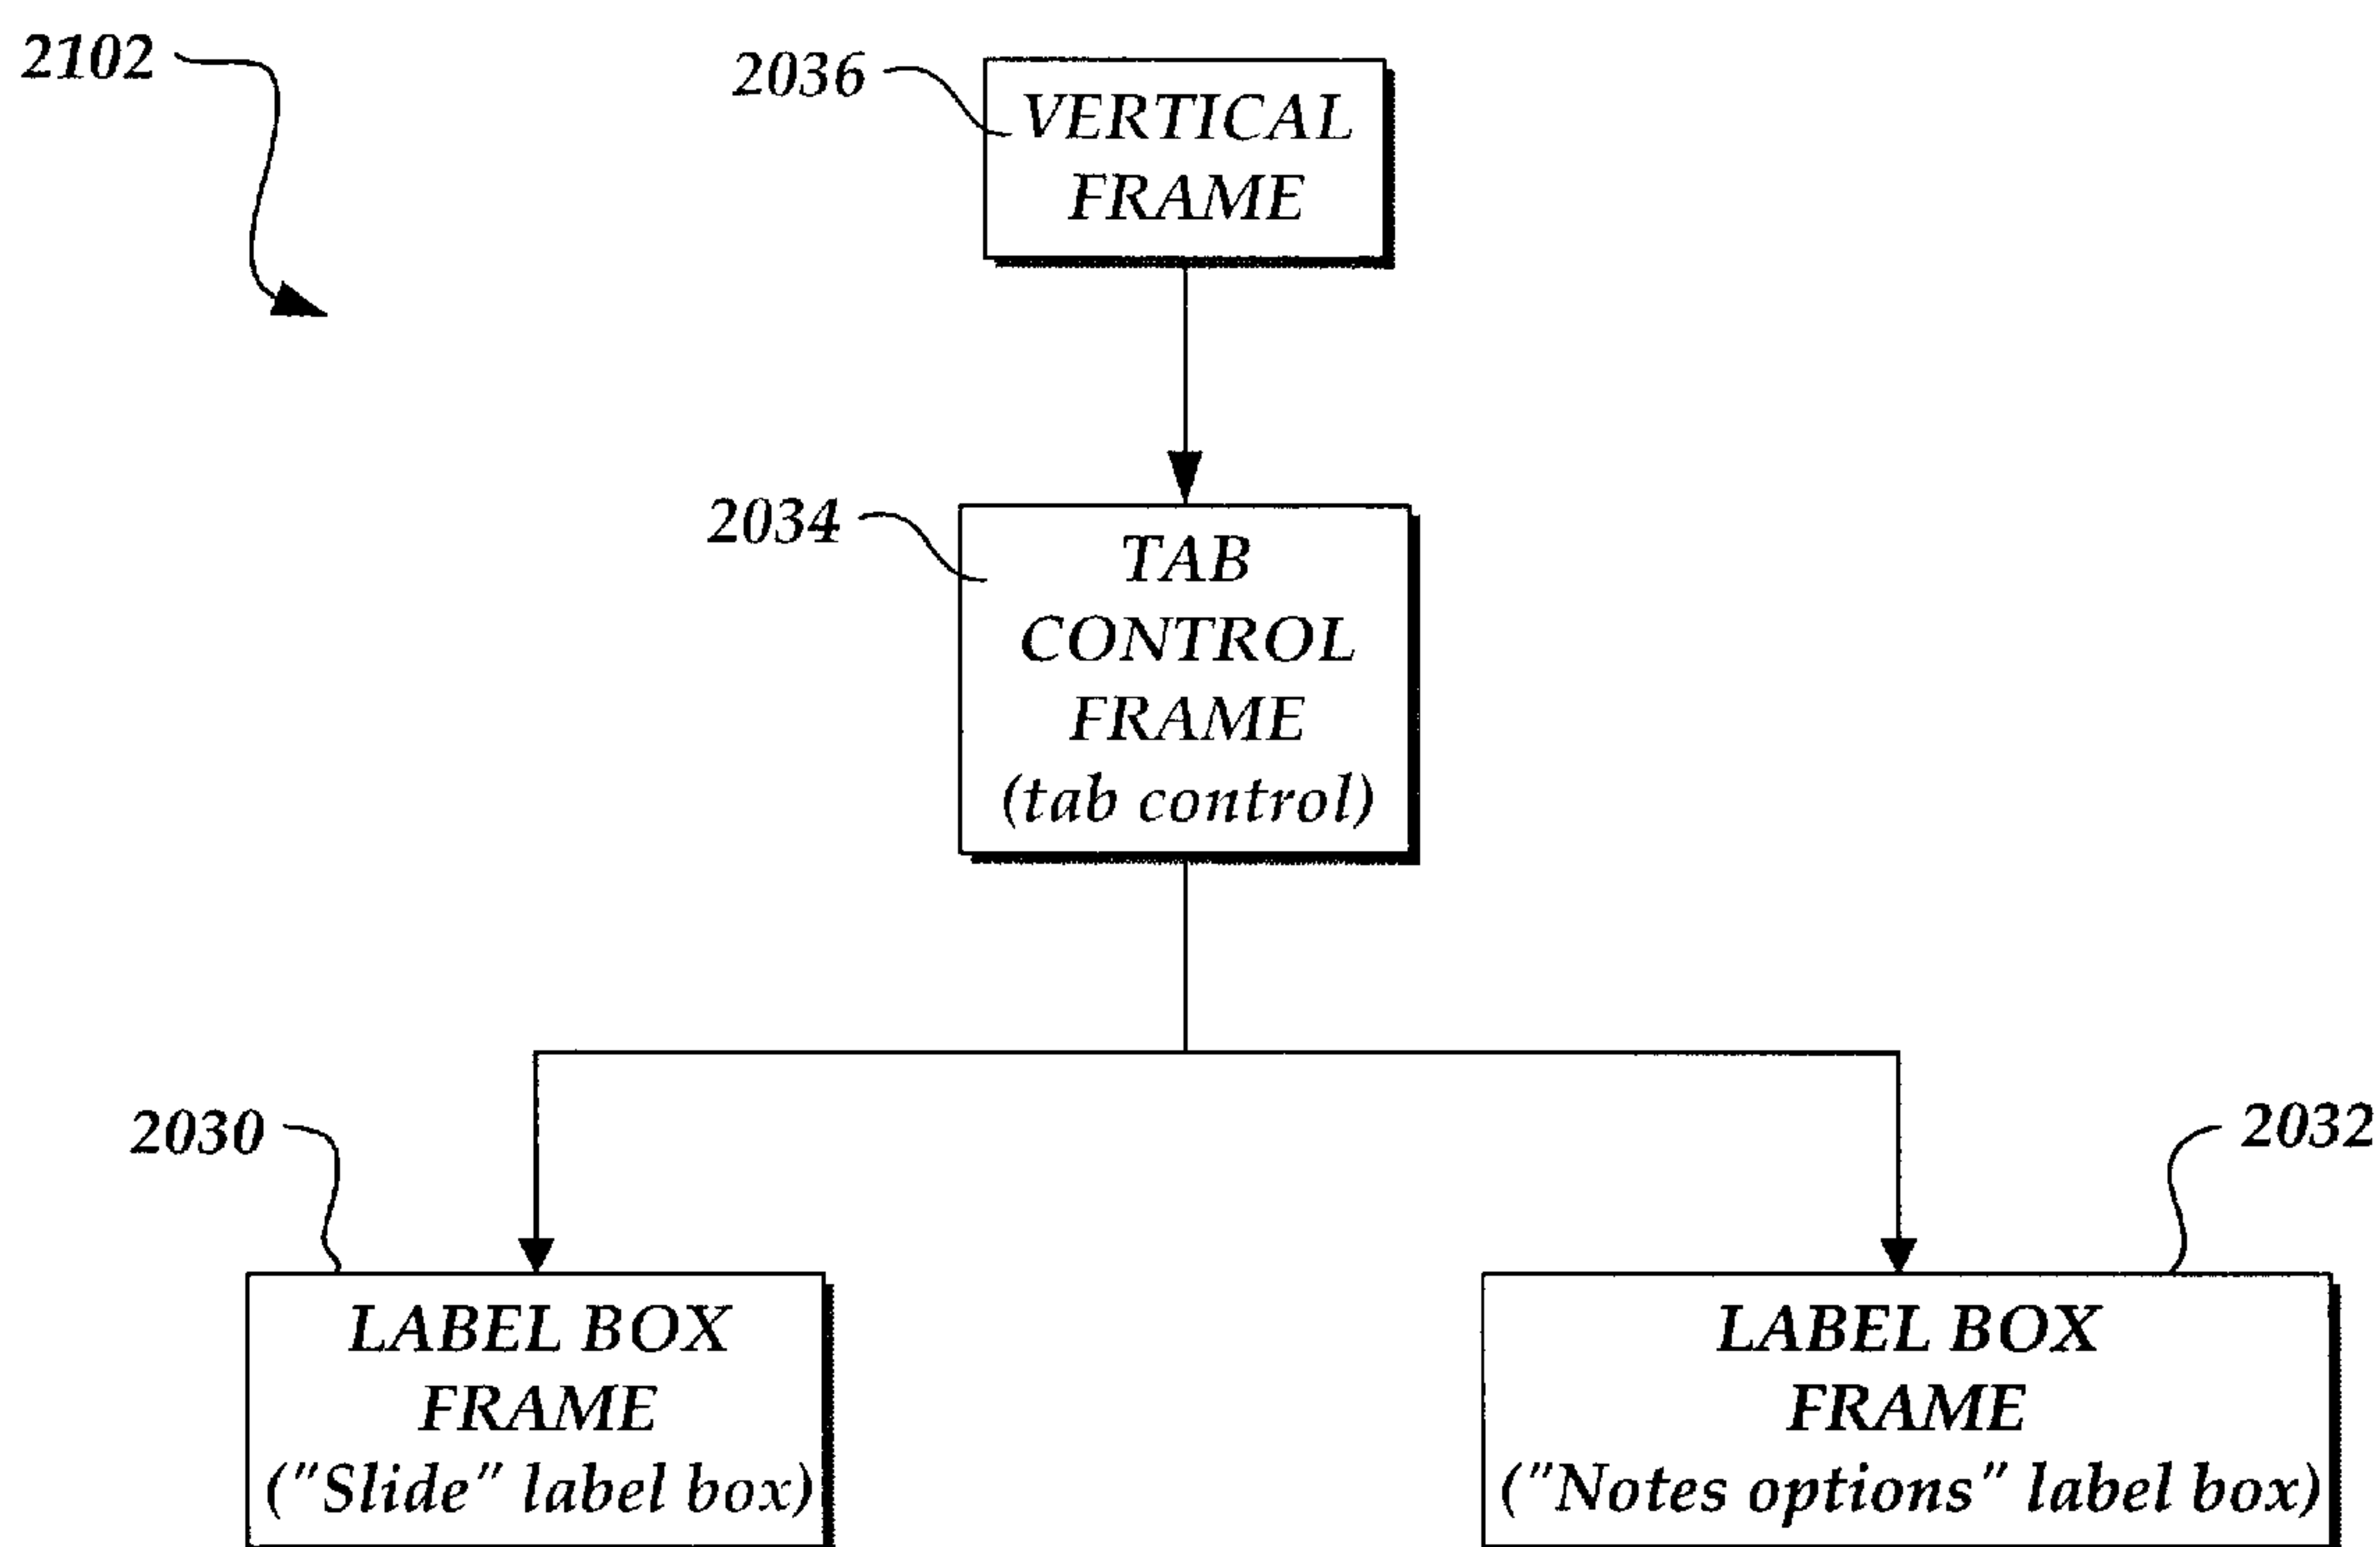 2102
2036
VERTICAL
FRAME
2034
TAB
CONTROL
FRAME
(tab control)
2030
2032
LABEL BOX
FRAME
("Slide" label box)
LABEL BOX
FRAME
("Notes options" label box)